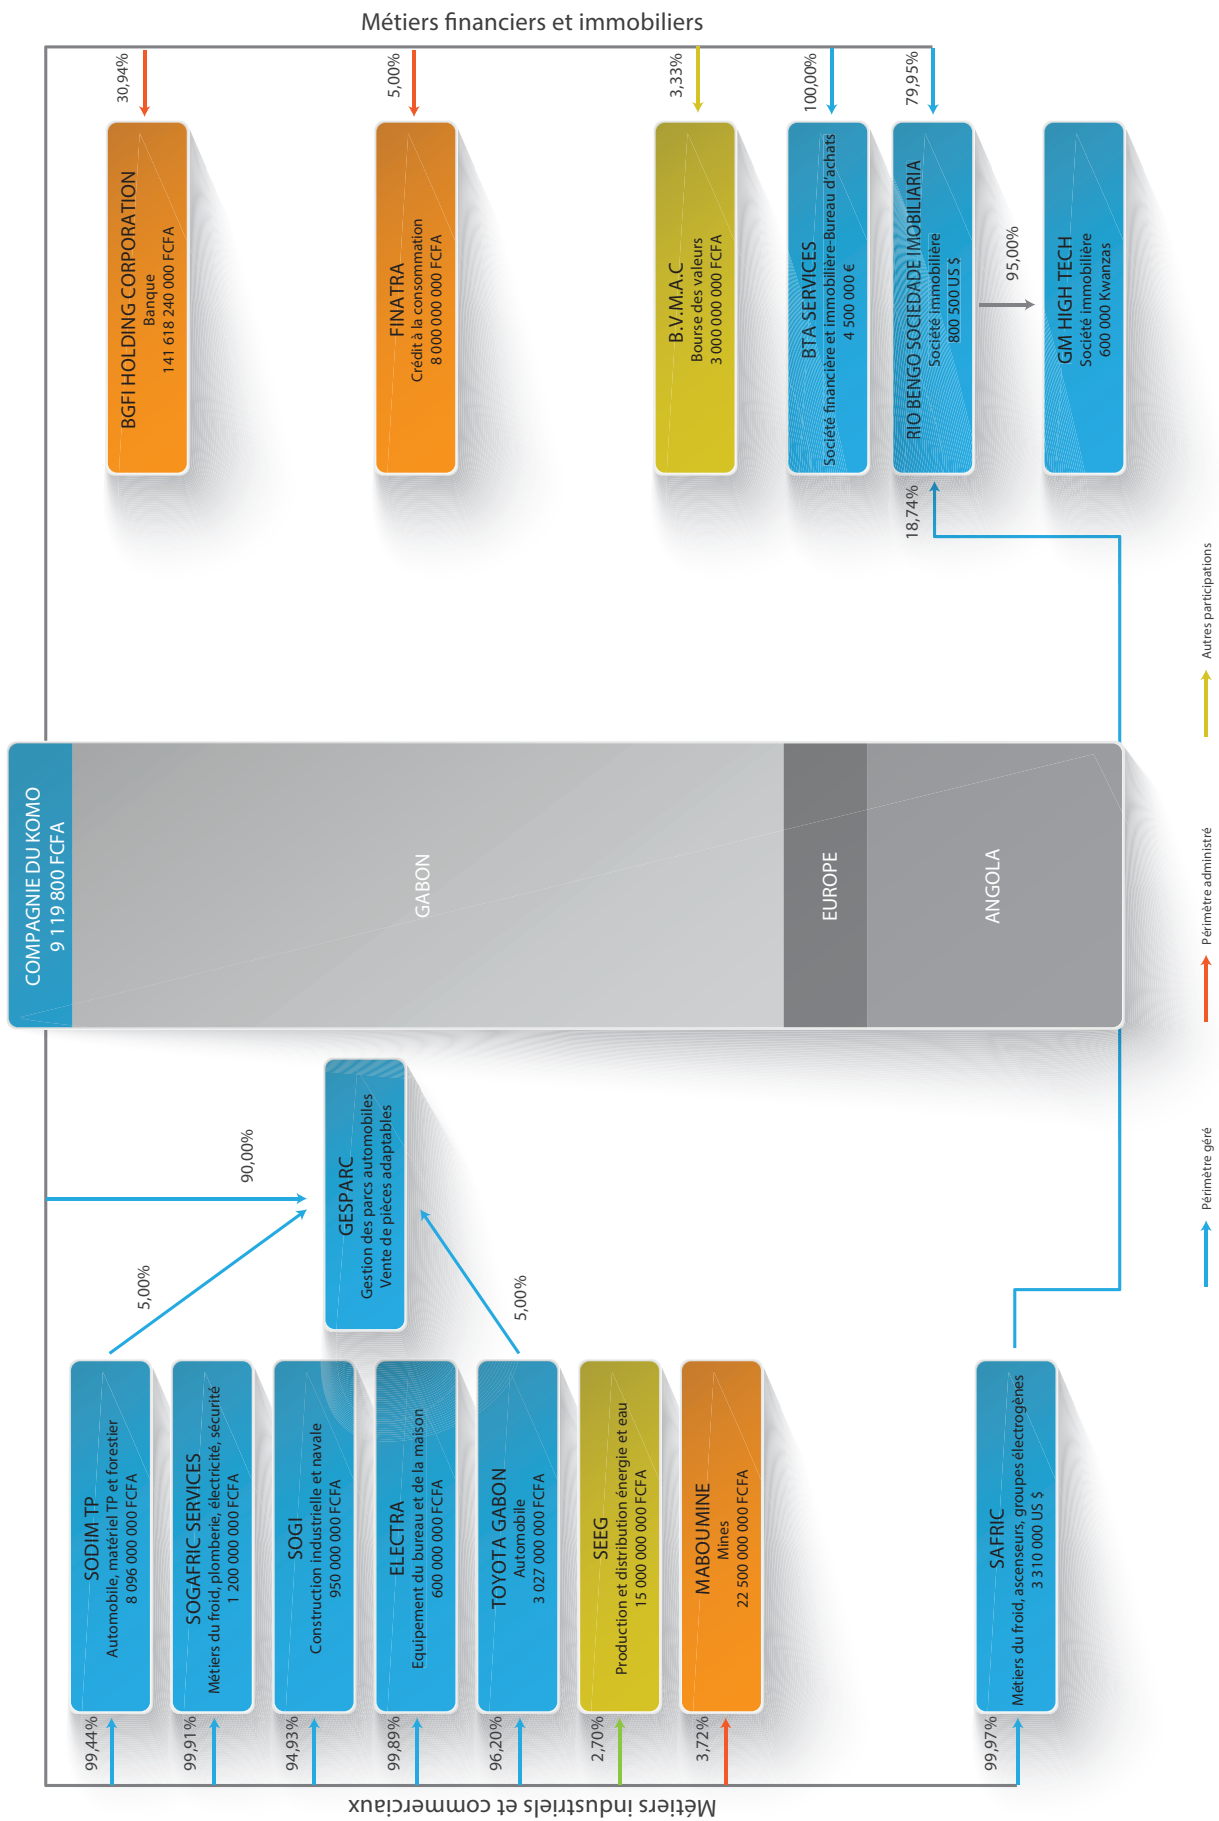 Métiers financiers et immobiliers
30,94%
BGFI HOLDING CORPORATION
Banque
141 618 240 000 FCFA
5,00%
FINATRA
Crédit à la consommation
8 000 000 000 FCFA
3,33%
B.V.M.A.C
Bourse des valeurs
3 000 000 000 FCFA
100,00%
BTA SERVICES
Société financière et immobilière-Bureau d'achats
4 500 000 €
79,95%
RIO BENGO SOCIEDADE IMOBILIARIA
Société immobilière
800 500 US $
18,74%
95,00%
GM HIGH TECH
Société immobilière
600 000 Kwanzas
COMPAGNIE DU KOMO
9 119 800 FCFA
GABON
EUROPE
ANGOLA
90,00%
5,00%
5,00%
GESPARC
Gestion des parcs automobiles
Vente de pièces adaptables
Métiers industriels et commerciaux
99,44%
SODIM TP
Automobile, matériel TP et forestier
8 096 000 000 FCFA
99,91%
SOGAFRIC SERVICES
Métiers du froid, plomberie, électricité, sécurité
1 200 000 000 FCFA
94,93%
SOGI
Construction industrielle et navale
950 000 000 FCFA
99,89%
ELECTRA
Equipement du bureau et de la maison
600 000 000 FCFA
96,20%
TOYOTA GABON
Automobile
3 027 000 000 FCFA
2,70%
SEEG
Production et distribution énergie et eau
15 000 000 000 FCFA
3,72%
MABOUMINE
Mines
22 500 000 000 FCFA
99,97%
SAFRIC
Métiers du froid, ascenseurs, groupes électrogènes
3 310 000 US $
Périmètre géré
Périmètre administré
Autres participations